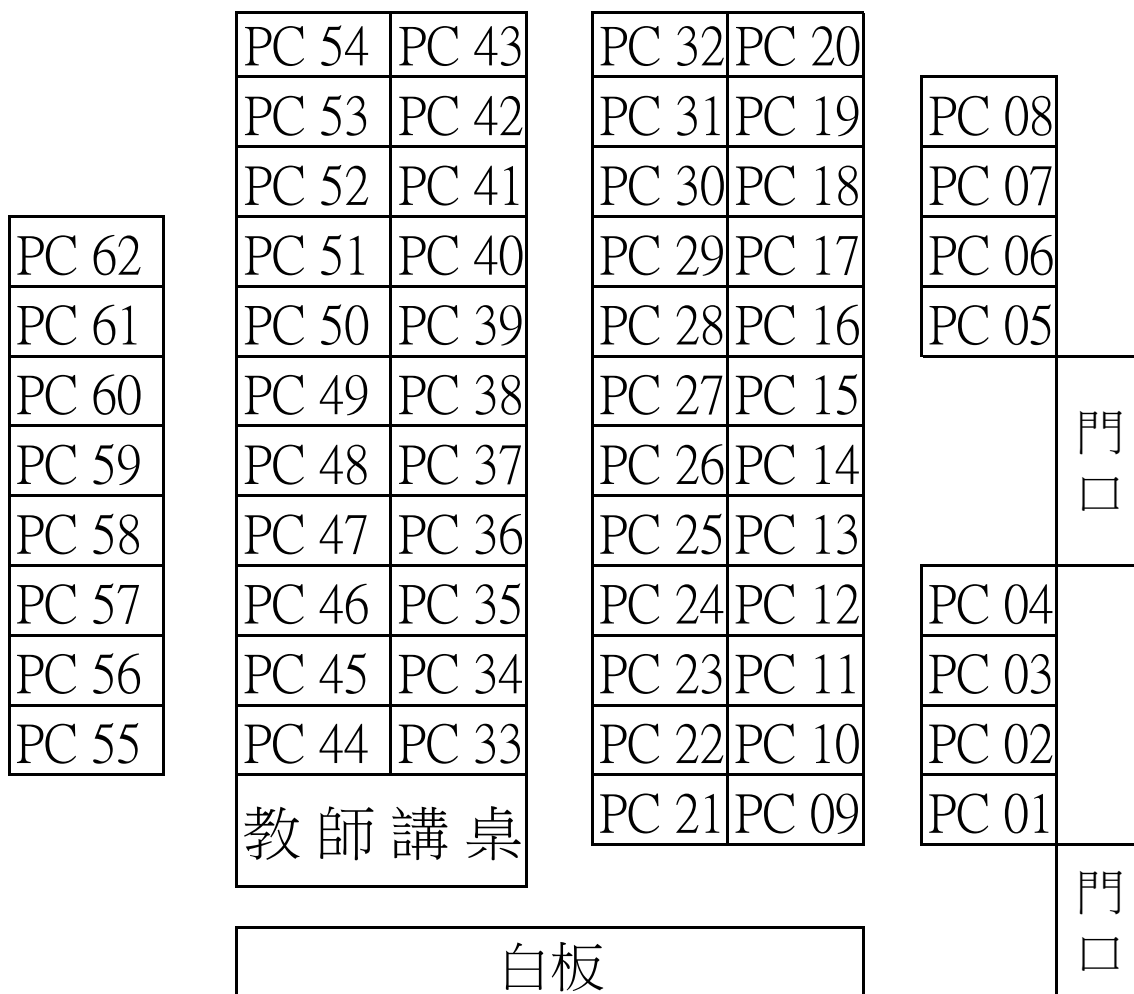 PC 54 PC 43 PC 32 PC 20
PC 53 PC 42 PC 31 PC 19 PC 08
PC 52 PC 41 PC 30 PC 18 PC 07
PC 62 PC 51 PC 40 PC 29 PC 17 PC 06
PC 61 PC 50 PC 39 PC 28 PC 16 PC 05
PC 60 PC 49 PC 38 PC 27 PC 15
PC 59 PC 48 PC 37 PC 26 PC 14
PC 58 PC 47 PC 36 PC 25 PC 13
門口
PC 57 PC 46 PC 35 PC 24 PC 12 PC 04
PC 56 PC 45 PC 34 PC 23 PC 11 PC 03
PC 55 PC 44 PC 33 PC 22 PC 10 PC 02
教師講桌 PC 21 PC 09 PC 01
門口
白板